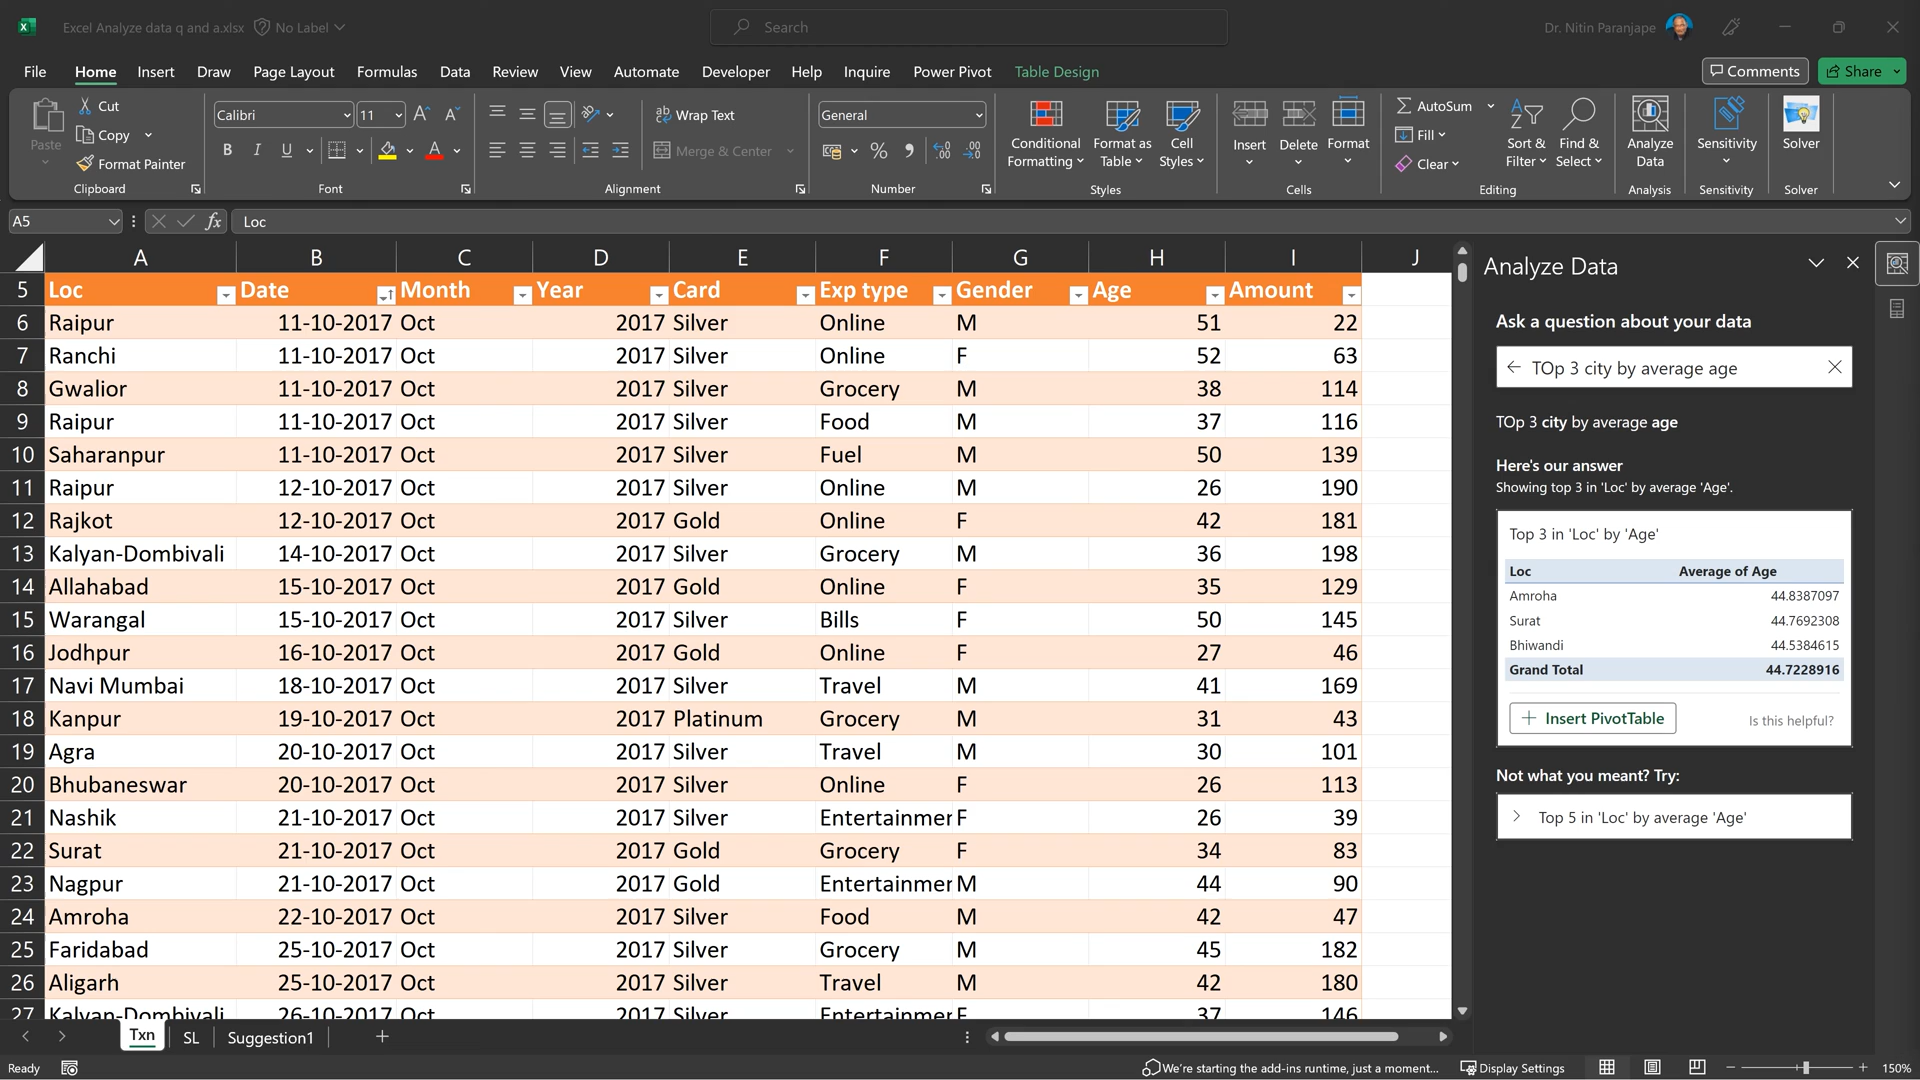 Excel Analyze data q and a.xlsx No Label Search Dr. Nitin Paranjape
File Home Insert Draw Page Layout Formulas Data Review View Automate Developer Help Inquire Power Pivot Table Design Comments Share
Paste Cut Copy Format Painter Clipboard
Calibri 11 B I U A Font
Wrap Text Merge & Center Alignment
General % Number
Conditional Formatting Format as Table Cell Styles Styles
Insert Delete Format Cells
AutoSum Fill Clear Sort & Filter Find & Select Editing
Analyze Data Analysis
Sensitivity Sensitivity
Solver Solver
A5 fx Loc
A B C D E F G H I J
5 Loc Date Month Year Card Exp type Gender Age Amount
6 Raipur 11-10-2017 Oct 2017 Silver Online M 51 22
7 Ranchi 11-10-2017 Oct 2017 Silver Online F 52 63
8 Gwalior 11-10-2017 Oct 2017 Silver Grocery M 38 114
9 Raipur 11-10-2017 Oct 2017 Silver Food M 37 116
10 Saharanpur 11-10-2017 Oct 2017 Silver Fuel M 50 139
11 Raipur 12-10-2017 Oct 2017 Silver Online M 26 190
12 Rajkot 12-10-2017 Oct 2017 Gold Online F 42 181
13 Kalyan-Dombivali 14-10-2017 Oct 2017 Silver Grocery M 36 198
14 Allahabad 15-10-2017 Oct 2017 Gold Online F 35 129
15 Warangal 15-10-2017 Oct 2017 Silver Bills F 50 145
16 Jodhpur 16-10-2017 Oct 2017 Gold Online F 27 46
17 Navi Mumbai 18-10-2017 Oct 2017 Silver Travel M 41 169
18 Kanpur 19-10-2017 Oct 2017 Platinum Grocery M 31 43
19 Agra 20-10-2017 Oct 2017 Silver Travel M 30 101
20 Bhubaneswar 20-10-2017 Oct 2017 Silver Online F 26 113
21 Nashik 21-10-2017 Oct 2017 Silver Entertainmer F 26 39
22 Surat 21-10-2017 Oct 2017 Gold Grocery F 34 83
23 Nagpur 21-10-2017 Oct 2017 Gold Entertainmer M 44 90
24 Amroha 22-10-2017 Oct 2017 Silver Food M 42 47
25 Faridabad 25-10-2017 Oct 2017 Silver Grocery M 45 182
26 Aligarh 25-10-2017 Oct 2017 Silver Travel M 42 180
27 Kalyan-Dombivali 26-10-2017 Oct 2017 Silver Entertainmer F 37 146
Analyze Data
Ask a question about your data
TOp 3 city by average age
TOp 3 city by average age
Here's our answer
Showing top 3 in 'Loc' by average 'Age'.
Top 3 in 'Loc' by 'Age'
Loc Average of Age
Amroha 44.8387097
Surat 44.7692308
Bhiwandi 44.5384615
Grand Total 44.7228916
Insert PivotTable Is this helpful?
Not what you meant? Try:
Top 5 in 'Loc' by average 'Age'
Txn SL Suggestion1
Ready We're starting the add-ins runtime, just a moment... Display Settings 150%